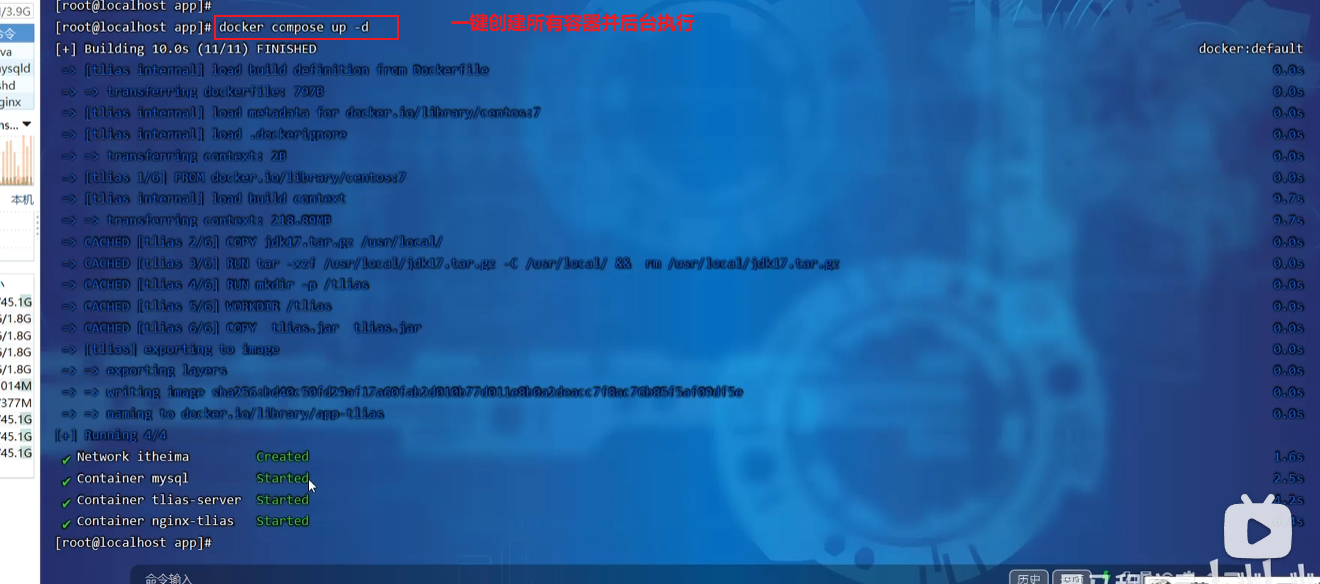 [root@localhost app]#
[root@localhost app]# docker compose up -d
一键创建所有容器并后台执行
[+] Building 10.0s (11/11) FINISHED docker:default
=> [tlias internal] load build definition from Dockerfile 0.0s
=> => transferring dockerfile: 797B 0.0s
=> [tlias internal] load metadata for docker.io/library/centos:7 0.0s
=> [tlias internal] load .dockerignore 0.0s
=> => transferring context: 2B 0.0s
=> [tlias 1/6] FROM docker.io/library/centos:7 0.0s
=> [tlias internal] load build context 9.7s
=> => transferring context: 218.89MB 9.7s
=> CACHED [tlias 2/6] COPY jdk17.tar.gz /usr/local/ 0.0s
=> CACHED [tlias 3/6] RUN tar -xzf /usr/local/jdk17.tar.gz -C /usr/local/ && rm /usr/local/jdk17.tar.gz 0.0s
=> CACHED [tlias 4/6] RUN mkdir -p /tlias 0.0s
=> CACHED [tlias 5/6] WORKDIR /tlias 0.0s
=> CACHED [tlias 6/6] COPY tlias.jar tlias.jar 0.0s
=> [tlias] exporting to image 0.0s
=> => exporting layers 0.0s
=> => writing image 0.0s
=> => naming to docker.io/library/app-tlias 0.0s
[+] Running 4/4
✔ Network itheima Created 1.6s
✔ Container mysql Started 2.5s
✔ Container tlias-server Started
✔ Container nginx-tlias Started
[root@localhost app]#
命令输入
历史
/3.9G
令
va
ysqld
hd
ginx
本机
45.1G
/1.8G
/1.8G
/1.8G
/1.8G
014M
377M
45.1G
45.1G
45.1G